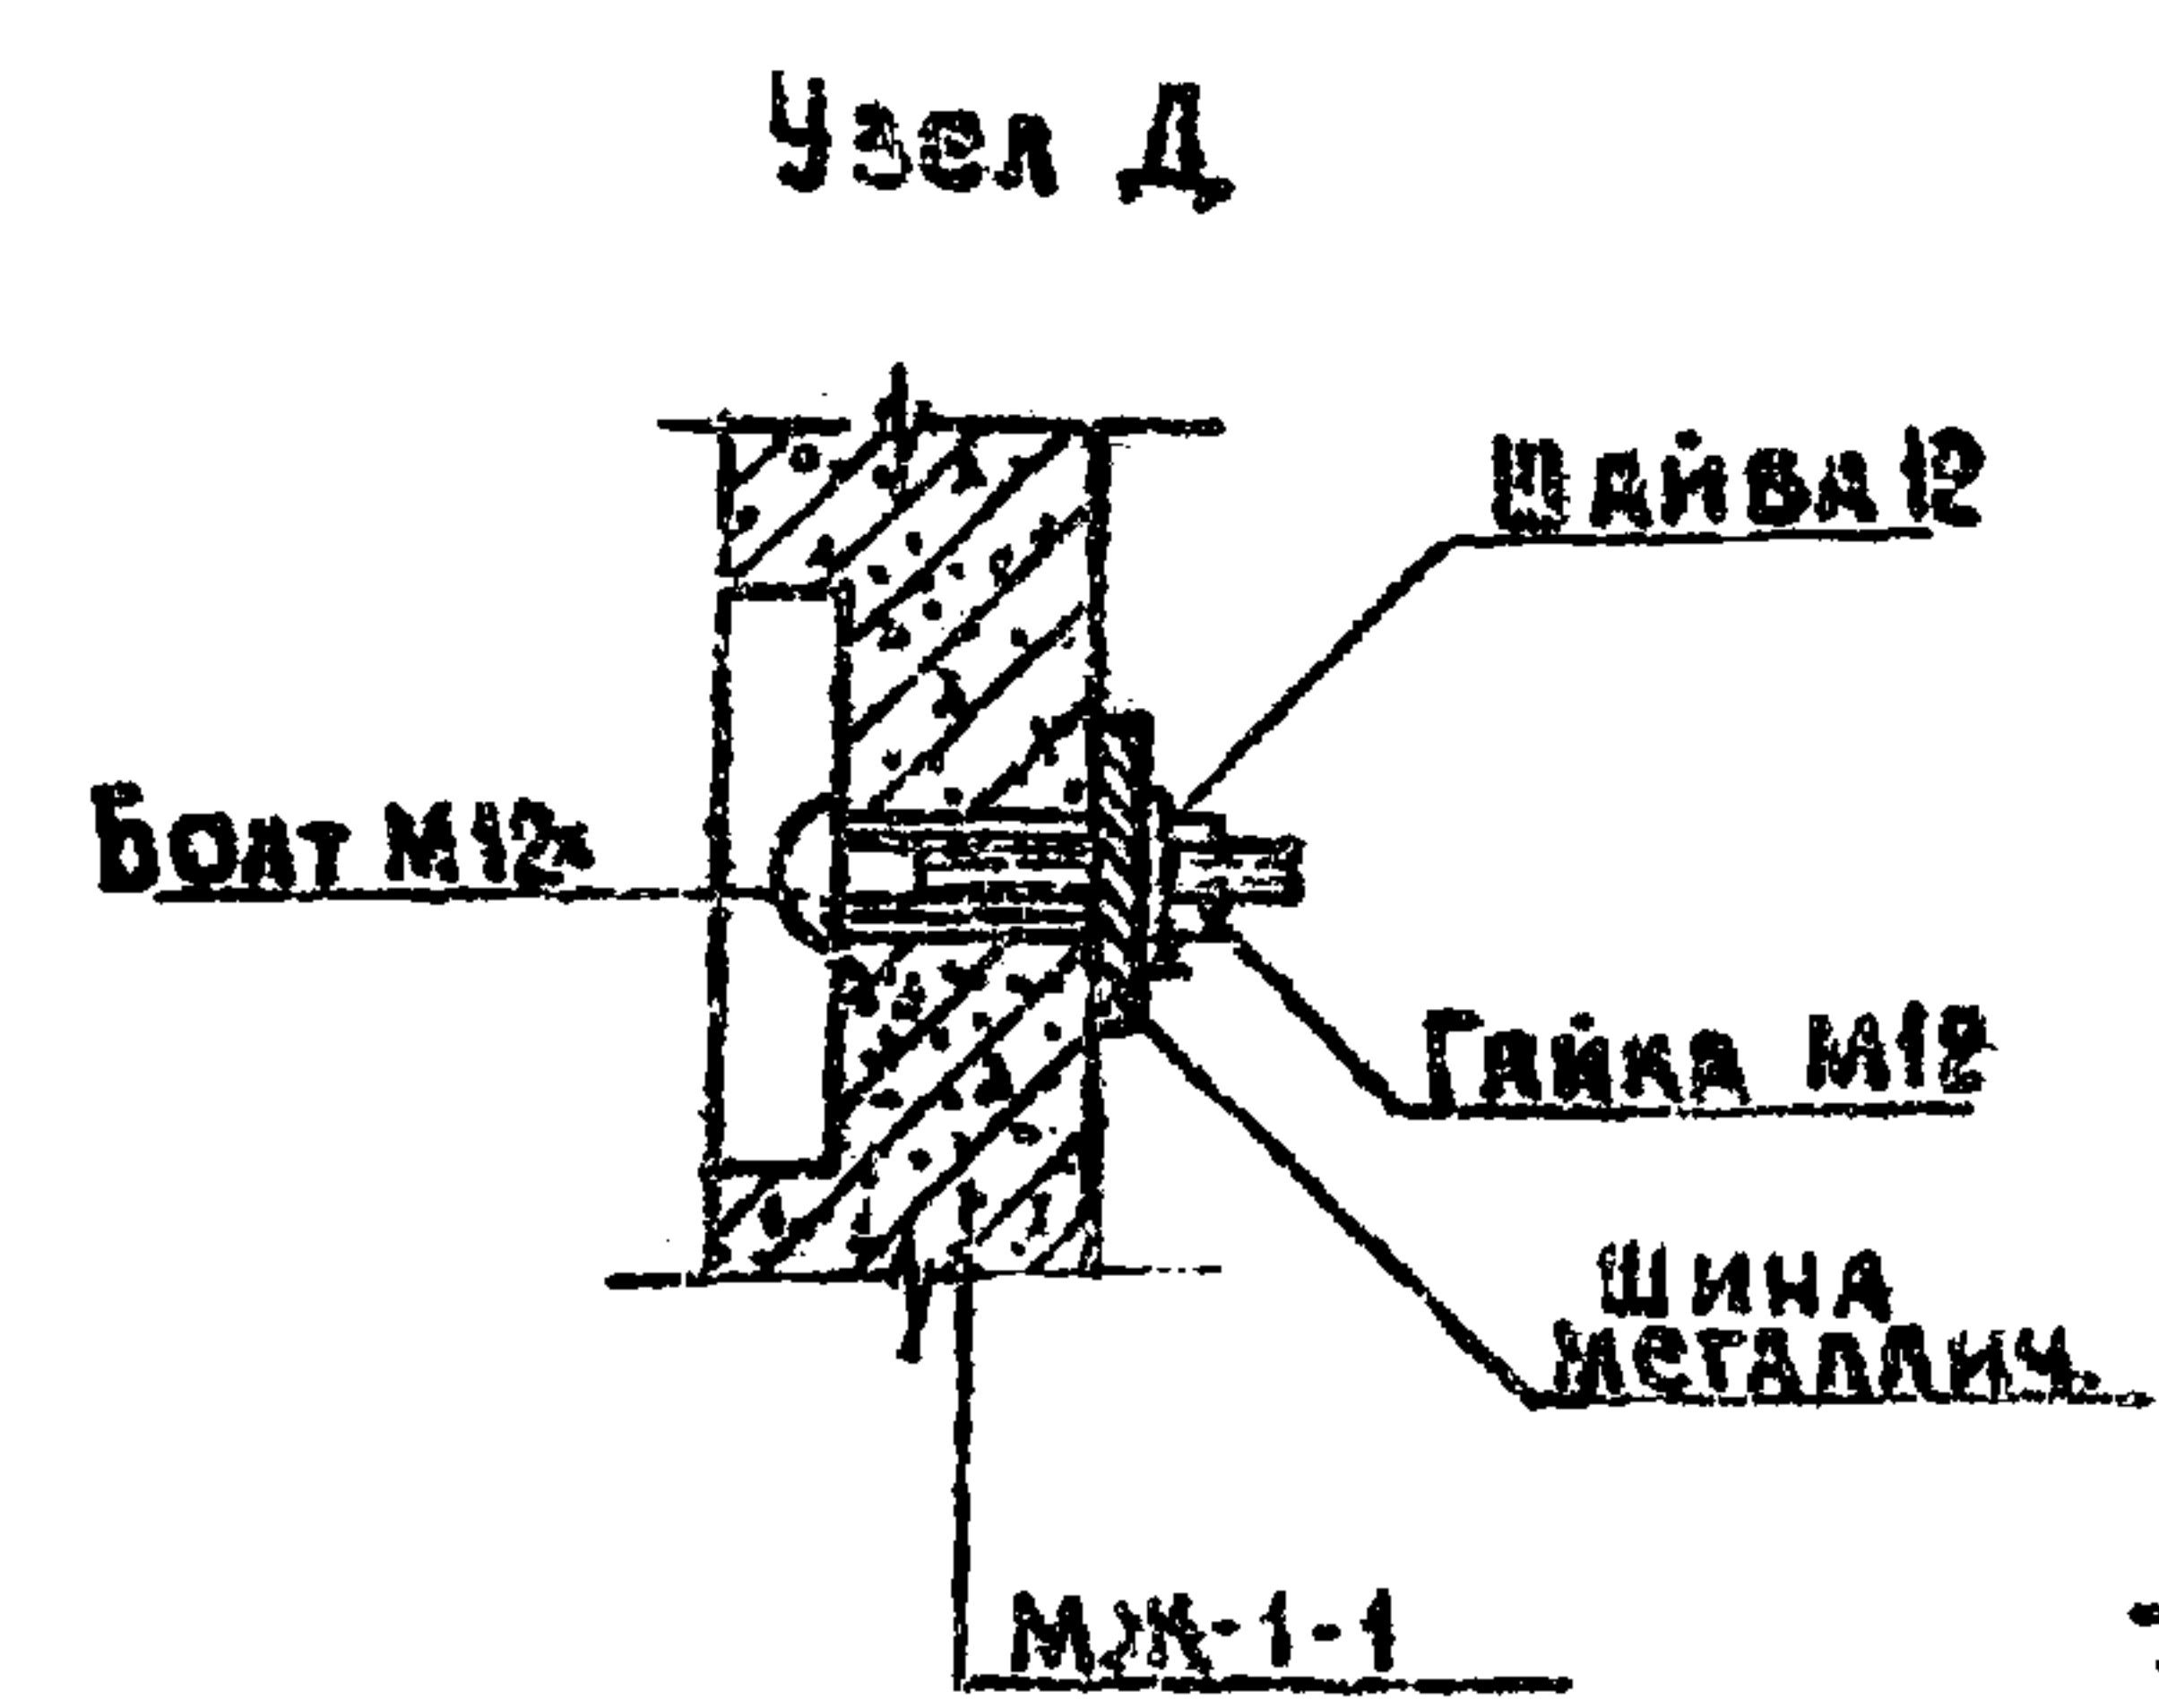 Узел Д
Шайба 12
Болт М12
Гайка М12
шина
металлич.
МЖ-1-1